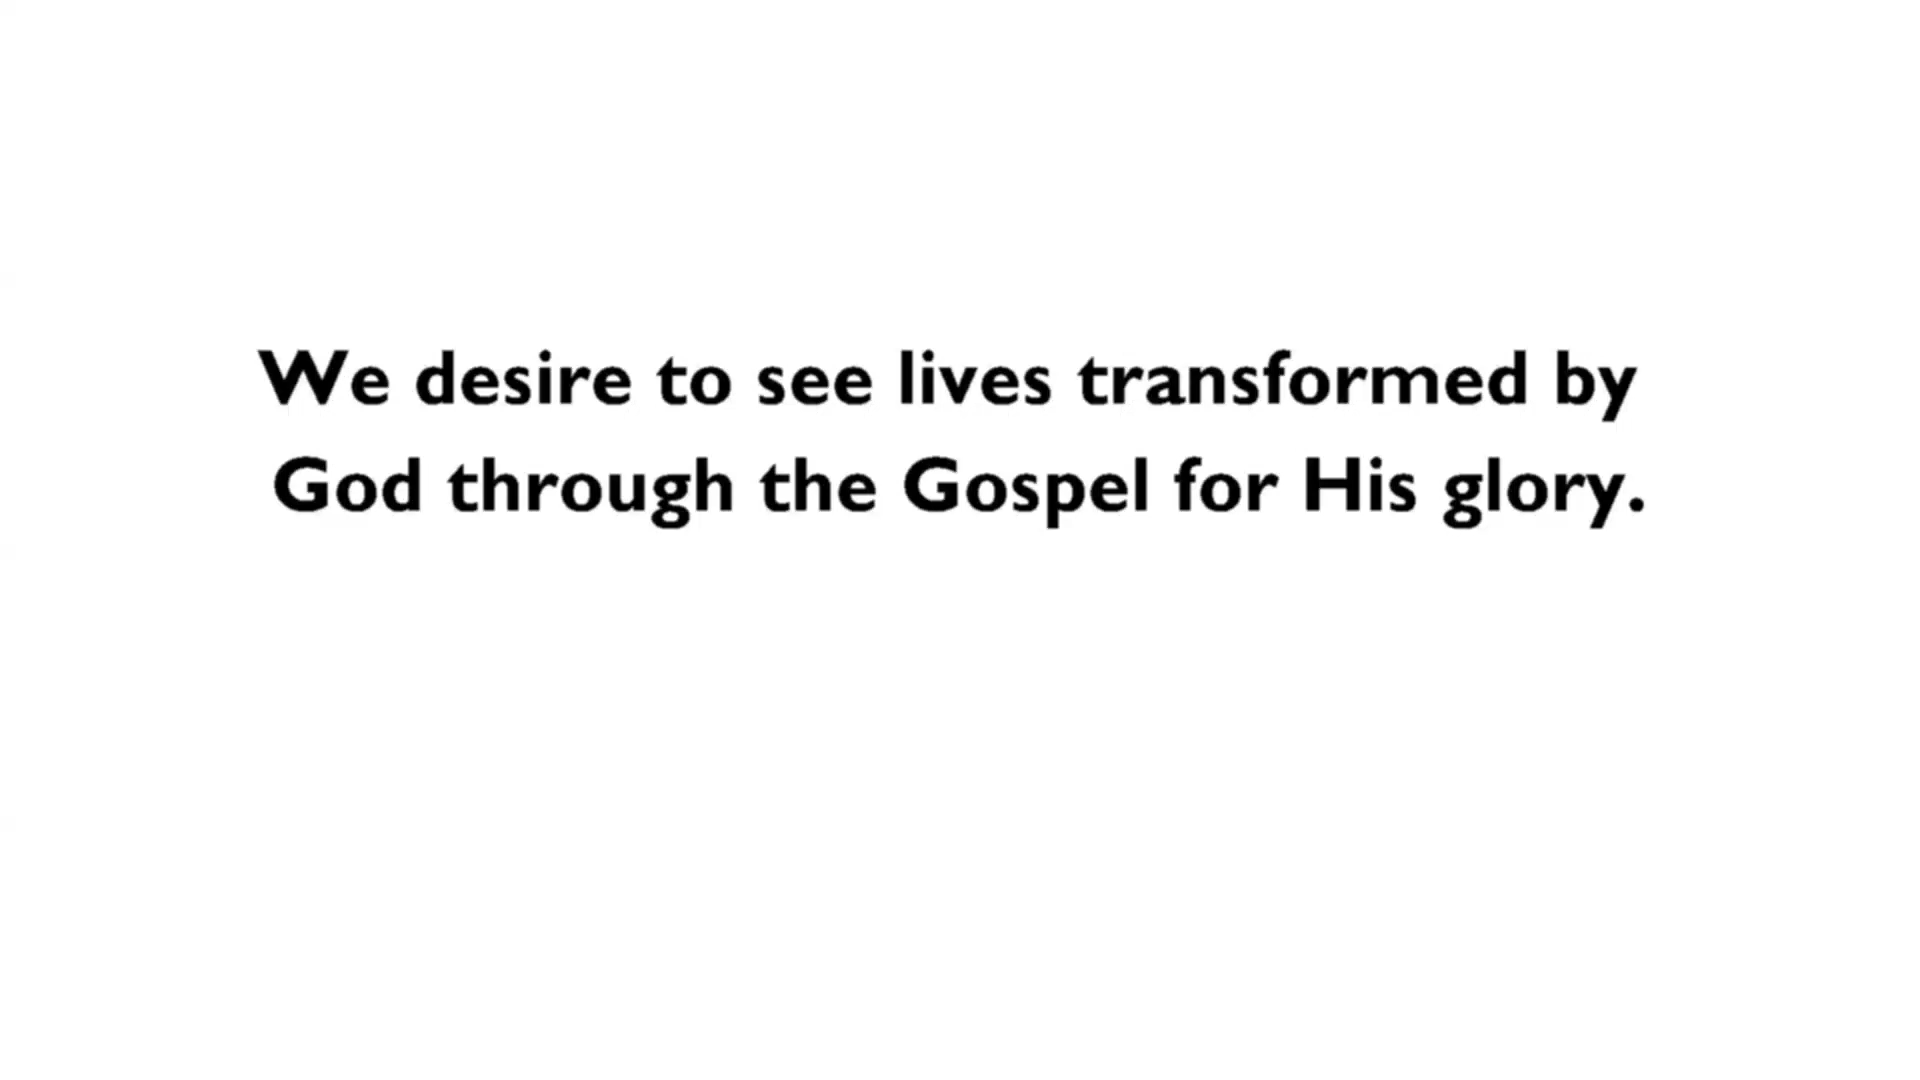 We desire to see lives transformed by
God through the Gospel for His glory.